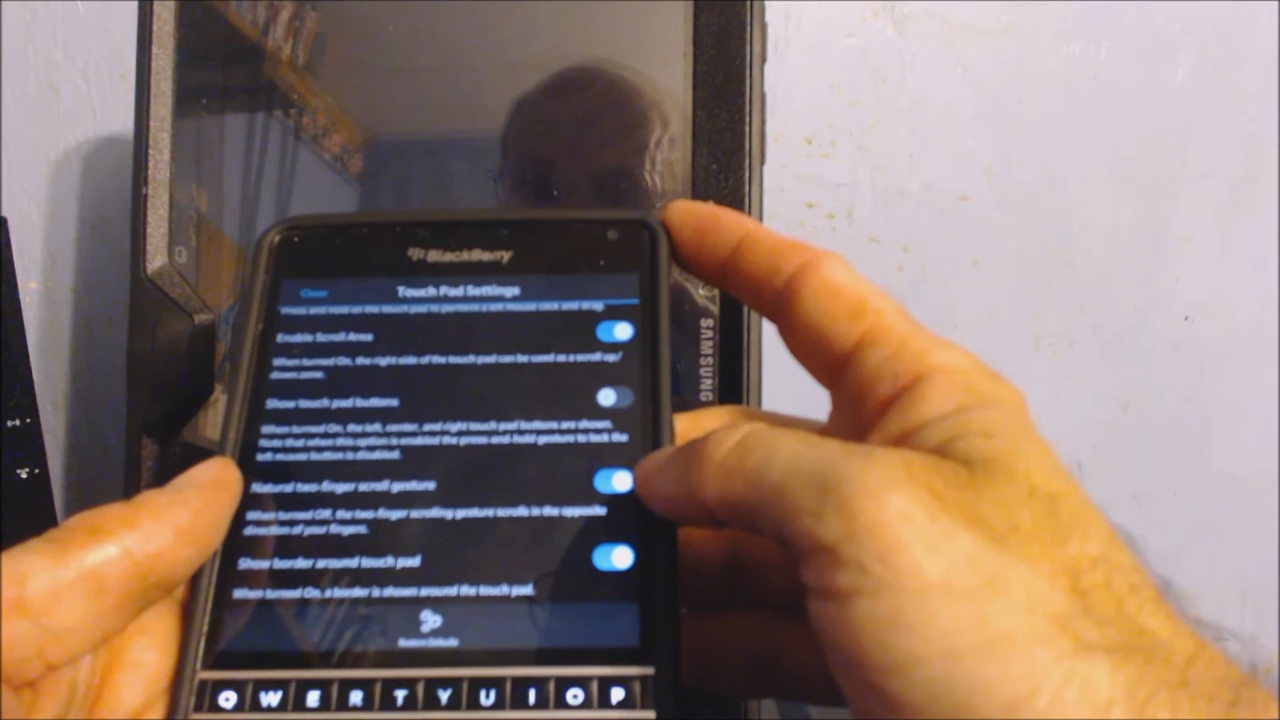 BlackBerry
Close
Touch Pad Settings
Press and hold on the touch pad to perform a left mouse click and drag.
Enable Scroll Area
When turned On, the right side of the touch pad can be used as a scroll up/
down zone.
Show touch pad buttons
When turned On, the left, center, and right touch pad buttons are shown.
Note that when this option is enabled the press-and-hold gesture to lock the
left mouse button is disabled.
Natural two-finger scroll gesture
When turned Off, the two-finger scrolling gesture scrolls in the opposite
direction of your fingers.
Show border around touch pad
When turned On, a border is shown around the touch pad.
Restore Defaults
Q W E R T Y U I O P
SAMSUNG